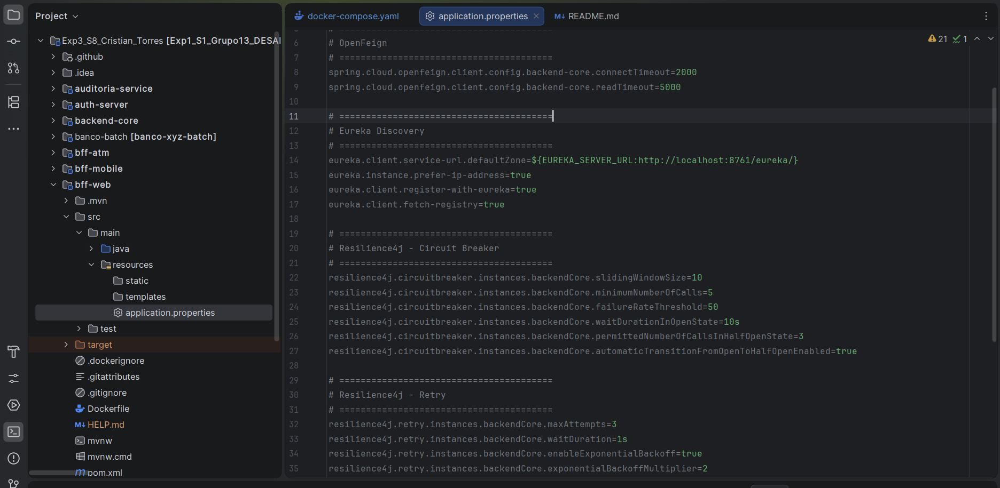 Project
Exp3_S8_Cristian_Torres [Exp1_S1_Grupo13_DESAI
.github
.idea
auditoria-service
auth-server
backend-core
banco-batch [banco-xyz-batch]
bff-atm
bff-mobile
bff-web
.mvn
src
main
java
resources
static
templates
application.properties
test
target
.dockerignore
.gitattributes
.gitignore
Dockerfile
HELP.md
mvnw
mvnw.cmd
pom.xml
docker-compose.yaml application.properties README.md
21 1
6 # OpenFeign
7 # ========================================
8 spring.cloud.openfeign.client.config.backend-core.connectTimeout=2000
9 spring.cloud.openfeign.client.config.backend-core.readTimeout=5000
10
11 # ========================================
12 # Eureka Discovery
13 # ========================================
14 eureka.client.service-url.defaultZone=${EUREKA_SERVER_URL:http://localhost:8761/eureka/}
15 eureka.instance.prefer-ip-address=true
16 eureka.client.register-with-eureka=true
17 eureka.client.fetch-registry=true
18
19 # ========================================
20 # Resilience4j - Circuit Breaker
21 # ========================================
22 resilience4j.circuitbreaker.instances.backendCore.slidingWindowSize=10
23 resilience4j.circuitbreaker.instances.backendCore.minimumNumberOfCalls=5
24 resilience4j.circuitbreaker.instances.backendCore.failureRateThreshold=50
25 resilience4j.circuitbreaker.instances.backendCore.waitDurationInOpenState=10s
26 resilience4j.circuitbreaker.instances.backendCore.permittedNumberOfCallsInHalfOpenState=3
27 resilience4j.circuitbreaker.instances.backendCore.automaticTransitionFromOpenToHalfOpenEnabled=true
28
29 # ========================================
30 # Resilience4j - Retry
31 # ========================================
32 resilience4j.retry.instances.backendCore.maxAttempts=3
33 resilience4j.retry.instances.backendCore.waitDuration=1s
34 resilience4j.retry.instances.backendCore.enableExponentialBackoff=true
35 resilience4j.retry.instances.backendCore.exponentialBackoffMultiplier=2